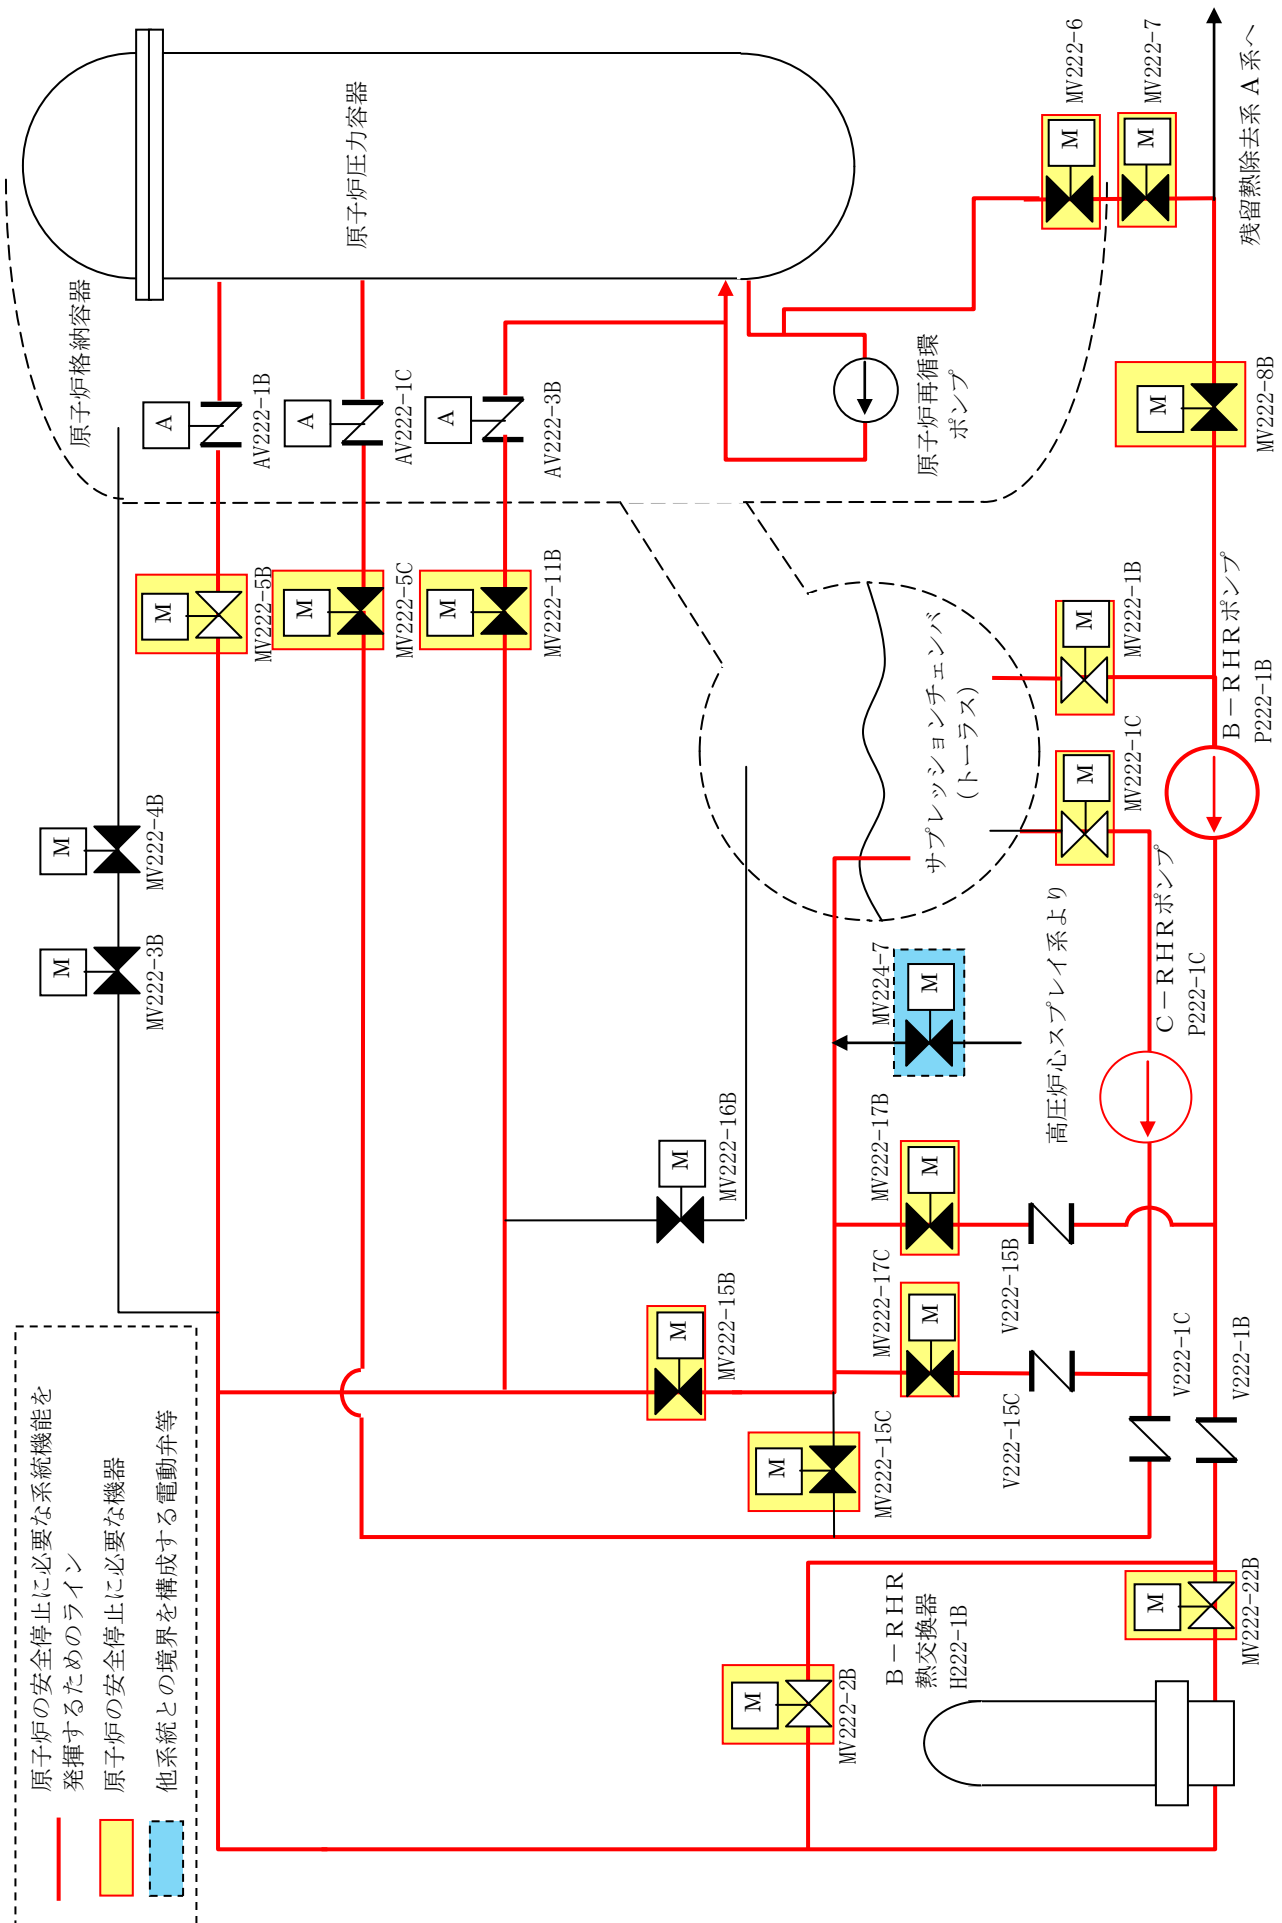 原子炉の安全停止に必要な系統機能を
発揮するためのライン
原子炉の安全停止に必要な機器
他系統との境界を構成する電動弁等
M
MV222-3B
M
MV222-4B
原子炉格納容器
原子炉圧力容器
M
MV222-5B
A
AV222-1B
M
MV222-5C
A
AV222-1C
M
MV222-11B
A
AV222-3B
原子炉再循環
ポンプ
M
MV222-6
M
MV222-7
残留熱除去系 A 系へ
M
MV222-8B
M
MV222-16B
M
MV222-15B
M
MV222-15C
M
MV222-17B
M
MV222-17C
M
MV224-7
高圧炉心スプレイ系より
サプレッションチェンバ
(トーラス)
M
MV222-1B
M
MV222-1C
B－RHRポンプ
P222-1B
C－RHRポンプ
P222-1C
V222-15B
V222-15C
V222-1C
V222-1B
M
MV222-2B
B－RHR
熱交換器
H222-1B
M
MV222-22B